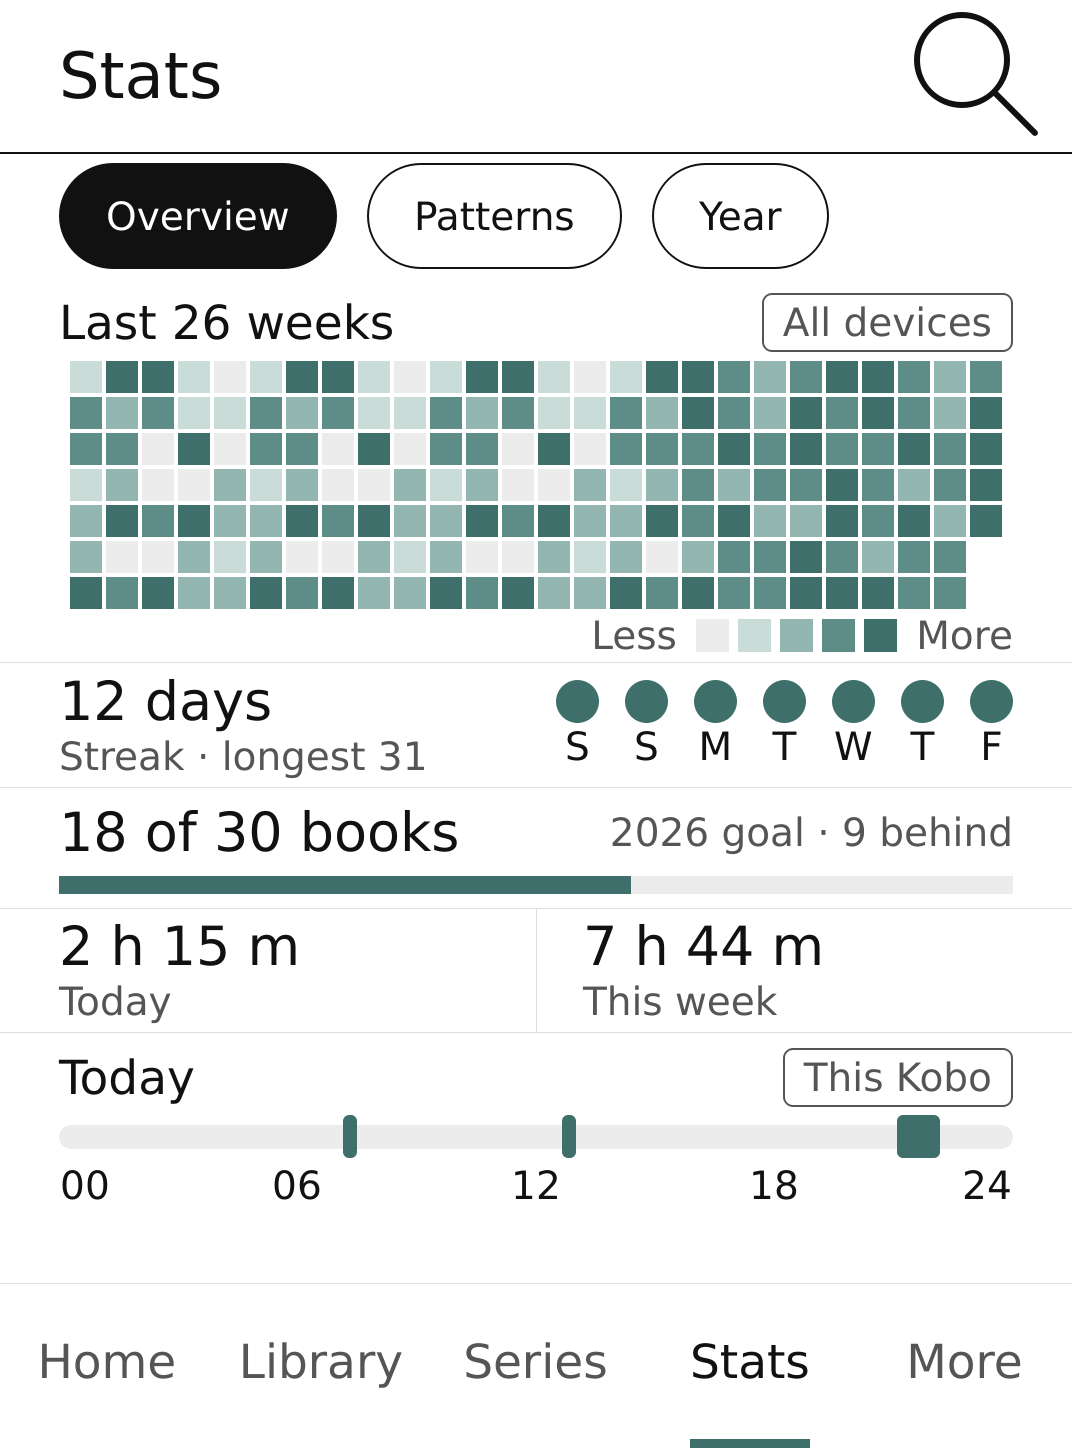 Stats
Overview Patterns Year
Last 26 weeks All devices
Less More
12 days
S S M T W T F
Streak · longest 31
18 of 30 books 2026 goal · 9 behind
2 h 15 m 7 h 44 m
Today This week
Today This Kobo
00 06 12 18 24
Home Library Series Stats More